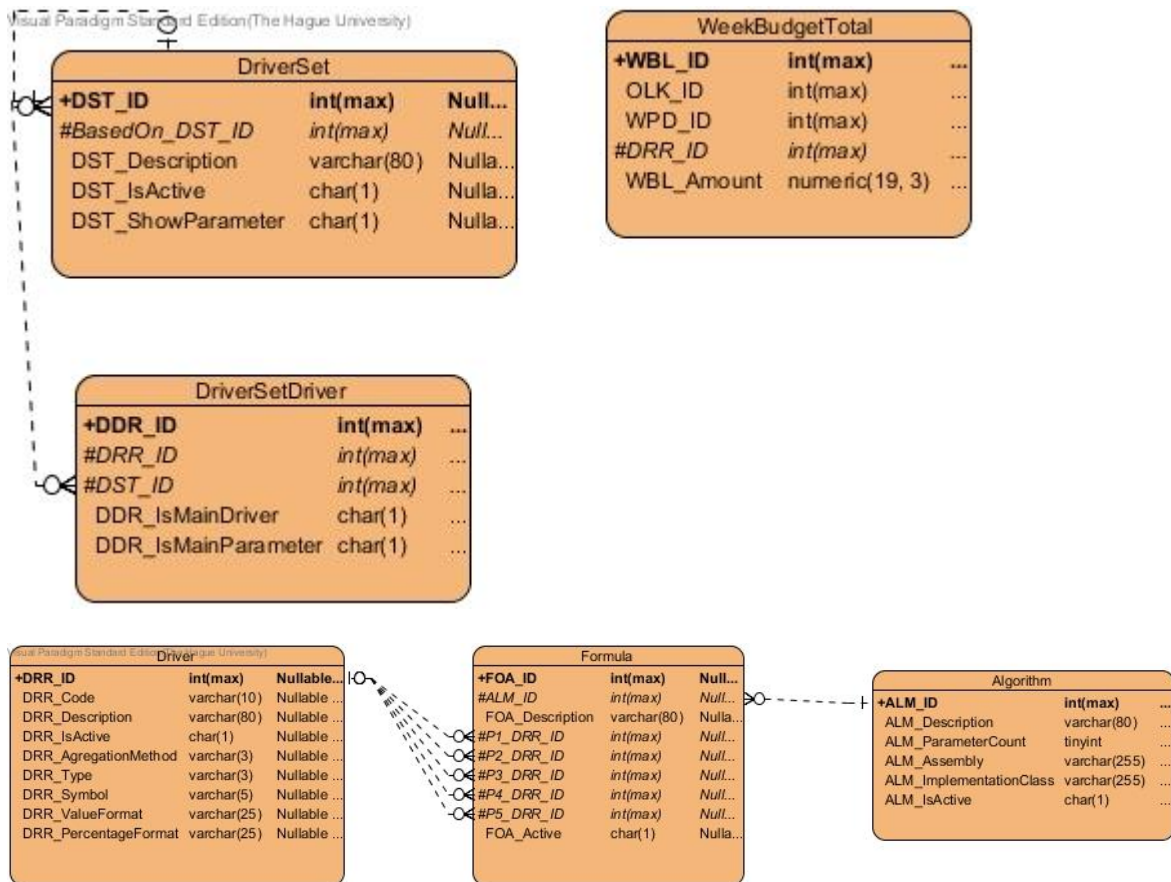 Visual Paradigm Standard Edition(The Hague University)
DriverSet
+DST_ID int(max) Null...
#BasedOn_DST_ID int(max) Null...
DST_Description varchar(80) Nulla...
DST_IsActive char(1) Nulla...
DST_ShowParameter char(1) Nulla...
WeekBudgetTotal
+WBL_ID int(max) ...
OLK_ID int(max) ...
WPD_ID int(max) ...
#DRR_ID int(max) ...
WBL_Amount numeric(19, 3) ...
DriverSetDriver
+DDR_ID int(max) ...
#DRR_ID int(max) ...
#DST_ID int(max) ...
DDR_IsMainDriver char(1) ...
DDR_IsMainParameter char(1) ...
Visual Paradigm Standard Edition(The Hague University)
Driver
+DRR_ID int(max) Nullable...
DRR_Code varchar(10) Nullable ...
DRR_Description varchar(80) Nullable ...
DRR_IsActive char(1) Nullable ...
DRR_AgregationMethod varchar(3) Nullable ...
DRR_Type varchar(3) Nullable ...
DRR_Symbol varchar(5) Nullable ...
DRR_ValueFormat varchar(25) Nullable ...
DRR_PercentageFormat varchar(25) Nullable ...
Formula
+FOA_ID int(max) Null...
#ALM_ID int(max) Null...
FOA_Description varchar(80) Nulla...
#P1_DRR_ID int(max) Null...
#P2_DRR_ID int(max) Null...
#P3_DRR_ID int(max) Null...
#P4_DRR_ID int(max) Null...
#P5_DRR_ID int(max) Null...
FOA_Active char(1) Nulla...
Algorithm
+ALM_ID int(max) ...
ALM_Description varchar(80) ...
ALM_ParameterCount tinyint ...
ALM_Assembly varchar(255) ...
ALM_ImplementationClass varchar(255) ...
ALM_IsActive char(1) ...